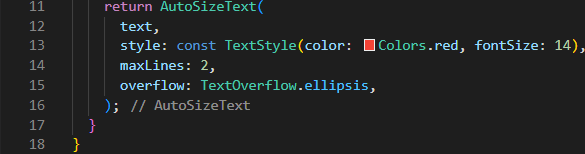 11 return AutoSizeText(
12 text,
13 style: const TextStyle(color: Colors.red, fontSize: 14),
14 maxLines: 2,
15 overflow: TextOverflow.ellipsis,
16 ); // AutoSizeText
17 }
18 }